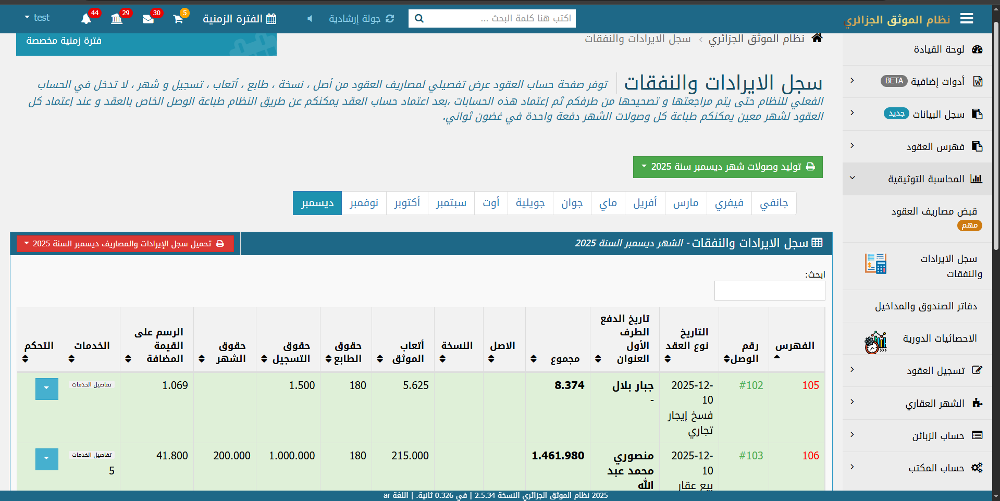 نظام الموثق الجزائري
اكتب هنا كلمة البحث ...
جولة إرشادية
الفترة الزمنية
5
30
29
44
test
لوحة القيادة
أدوات إضافية BETA
سجل البيانات جديد
فهرس العقود
المحاسبة التوثيقية
قبض مصاريف العقود
مهم
سجل الايرادات
والنفقات
دفاتر الصندوق والمداخيل
الاحصائيات الدورية
تسجيل العقود
الشهر العقاري
حساب الزبائن
حساب المكتب
نظام الموثق الجزائري › سجل الايرادات والنفقات
فترة زمنية مخصصة
سجل الايرادات والنفقات
توفر صفحة حساب العقود عرض تفصيلي لمصاريف العقود من أصل ، نسخة ، طابع ، أتعاب ، تسجيل و شهر ، لا تدخل في الحساب
الفعلي للنظام حتى يتم مراجعتها و تصحيحها من طرفكم ثم إعتماد هذه الحسابات ،بعد اعتماد حساب العقد يمكنكم عن طريق النظام طباعة الوصل الخاص بالعقد و عند إعتماد كل
العقود لشهر معين يمكنكم طباعة كل وصولات الشهر دفعة واحدة في غضون ثواني.
توليد وصولات شهر ديسمبر سنة 2025
جانفي
فيفري
مارس
أفريل
ماي
جوان
جويلية
أوت
سبتمبر
أكتوبر
نوفمبر
ديسمبر
سجل الايرادات والنفقات - الشهر ديسمبر السنة 2025
تحميل سجل الإيرادات والمصاريف ديسمبر السنة 2025
ابحث:
الفهرس
رقم
الوصل
التاريخ
نوع العقد
تاريخ الدفع
الطرف
الأول
العنوان
مجموع
الاصل
النسخة
أتعاب
الموثق
حقوق
الطابع
حقوق
التسجيل
حقوق
الشهر
الرسم على
القيمة
المضافة
الخدمات
التحكم
105
#102
2025-12-
10
فسخ إيجار
تجاري
جبار بلال
-
8.374
5.625
180
1.500
1.069
تفاصيل الخدمات
106
#103
2025-12-
10
بيع عقار
منصوري
محمد عبد
الله
1.461.980
215.000
180
1.000.000
200.000
41.800
تفاصيل الخدمات
5
2025 نظام الموثق الجزائري النسخة 2.5.34 | في 0.326 ثانية. | اللغة ar